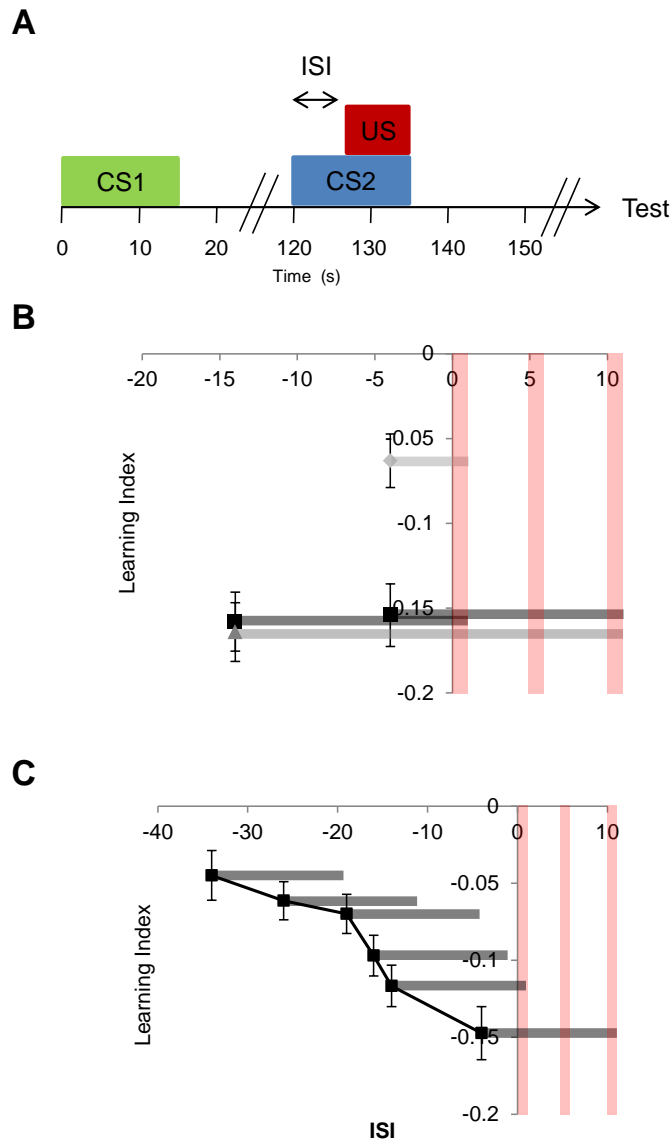 A
ISI
US
CS1 CS2
Test
0 10 20 120 130 140 150
Time (s)
B
0
-20 -15 -10 -5 0 5 10
-0.05
-0.1
-0.15
-0.2
Learning Index
C
0
-40 -30 -20 -10 0 10
-0.05
-0.1
-0.15
-0.2
Learning Index
ISI